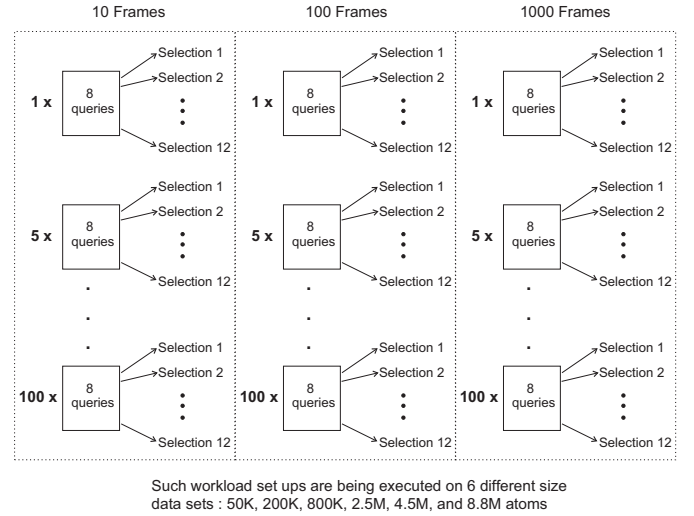 10 Frames
100 Frames
1000 Frames
1 x
8
queries
Selection 1
Selection 2
Selection 12
1 x
8
queries
Selection 1
Selection 2
Selection 12
1 x
8
queries
Selection 1
Selection 2
Selection 12
5 x
8
queries
Selection 1
Selection 2
Selection 12
5 x
8
queries
Selection 1
Selection 2
Selection 12
5 x
8
queries
Selection 1
Selection 2
Selection 12
100 x
8
queries
Selection 1
Selection 2
Selection 12
100 x
8
queries
Selection 1
Selection 2
Selection 12
100 x
8
queries
Selection 1
Selection 2
Selection 12
Such workload set ups are being executed on 6 different size
data sets : 50K, 200K, 800K, 2.5M, 4.5M, and 8.8M atoms